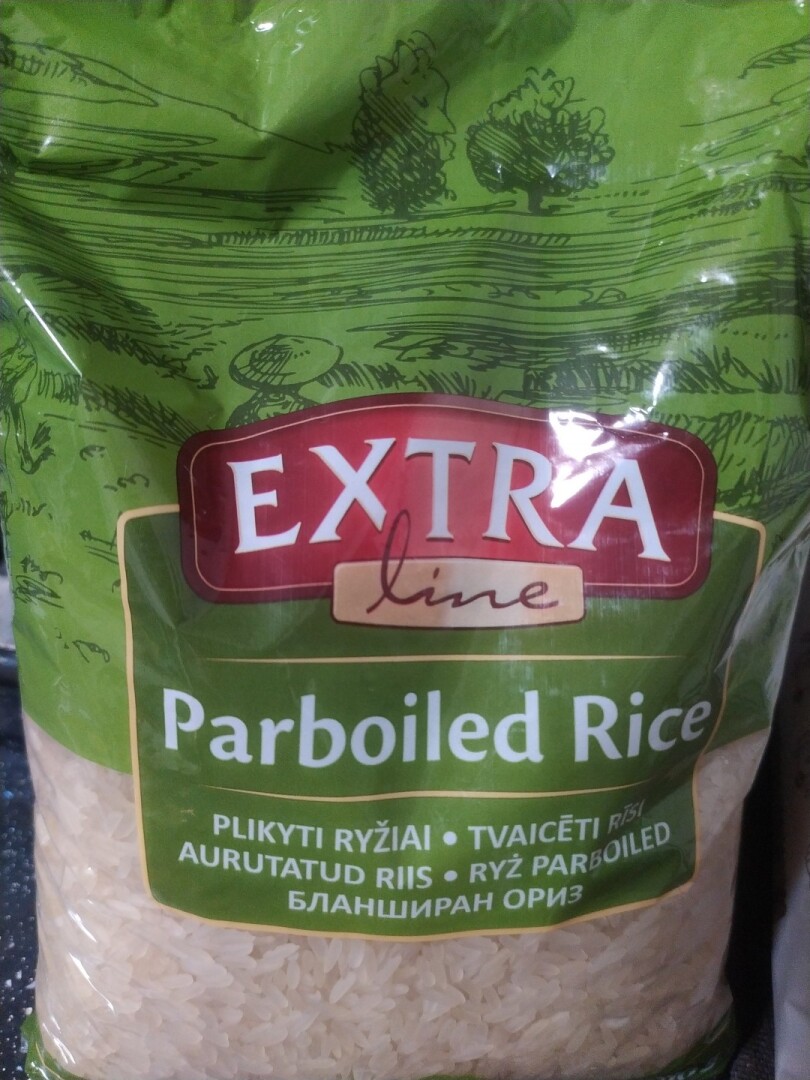 EXTRA
line
Parboiled Rice
PLIKYTI RYŽIAI • TVAICĒTI RĪSI
AURUTATUD RIIS • RYŻ PARBOILED
БЛАНШИРАН ОРИЗ